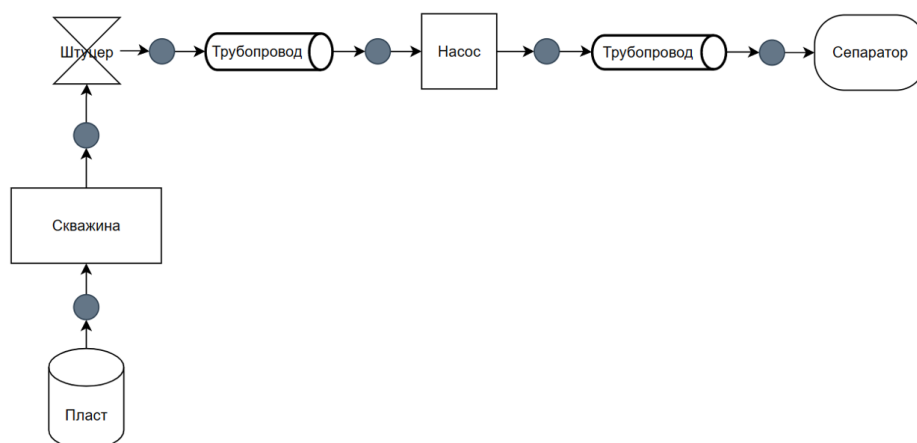 Штуцер
Трубопровод
Насос
Трубопровод
Сепаратор
Скважина
Пласт